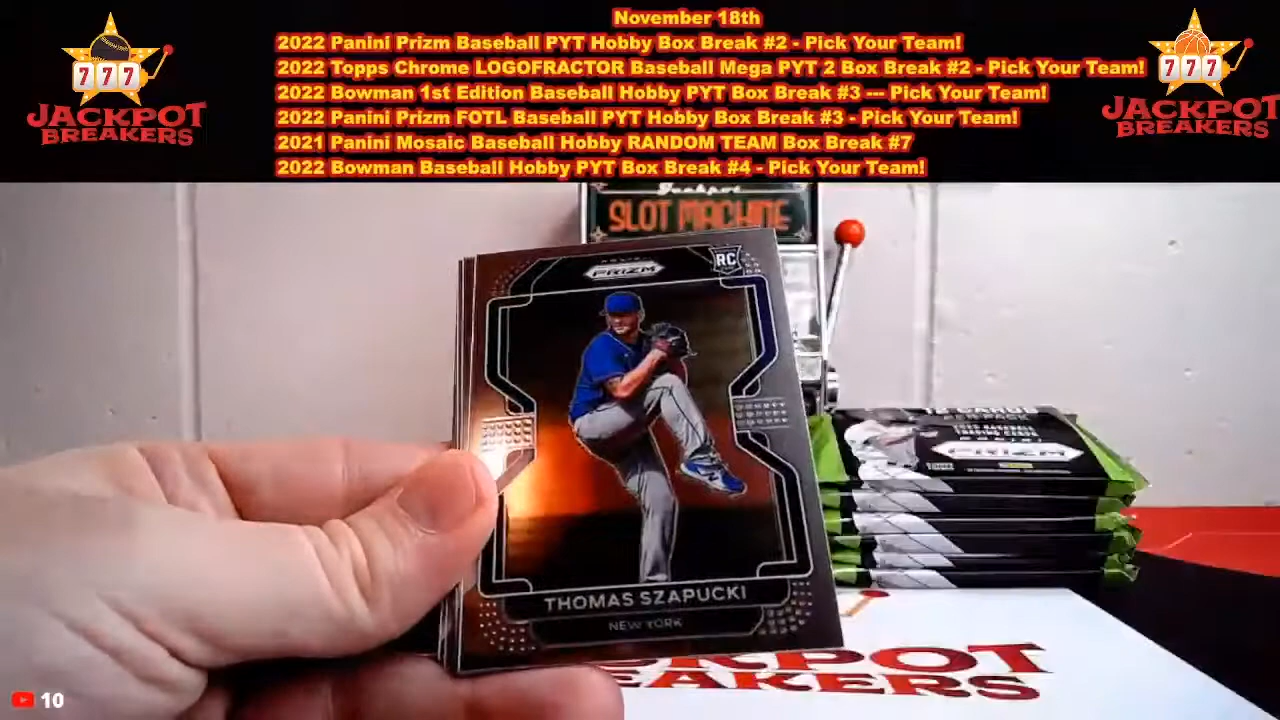 November 18th
2022 Panini Prizm Baseball PYT Hobby Box Break #2 - Pick Your Team!
2022 Topps Chrome LOGOFRACTOR Baseball Mega PYT 2 Box Break #2 - Pick Your Team!
2022 Bowman 1st Edition Baseball Hobby PYT Box Break #3 --- Pick Your Team!
2022 Panini Prizm FOTL Baseball PYT Hobby Box Break #3 - Pick Your Team!
2021 Panini Mosaic Baseball Hobby RANDOM TEAM Box Break #7
2022 Bowman Baseball Hobby PYT Box Break #4 - Pick Your Team!
777
JACKPOT
BREAKERS
777
JACKPOT
BREAKERS
Jackpot
SLOT MACHINE
PRIZM
RC
THOMAS SZAPUCKI
NEW YORK
PRIZM
KPOT
EAKERS
10